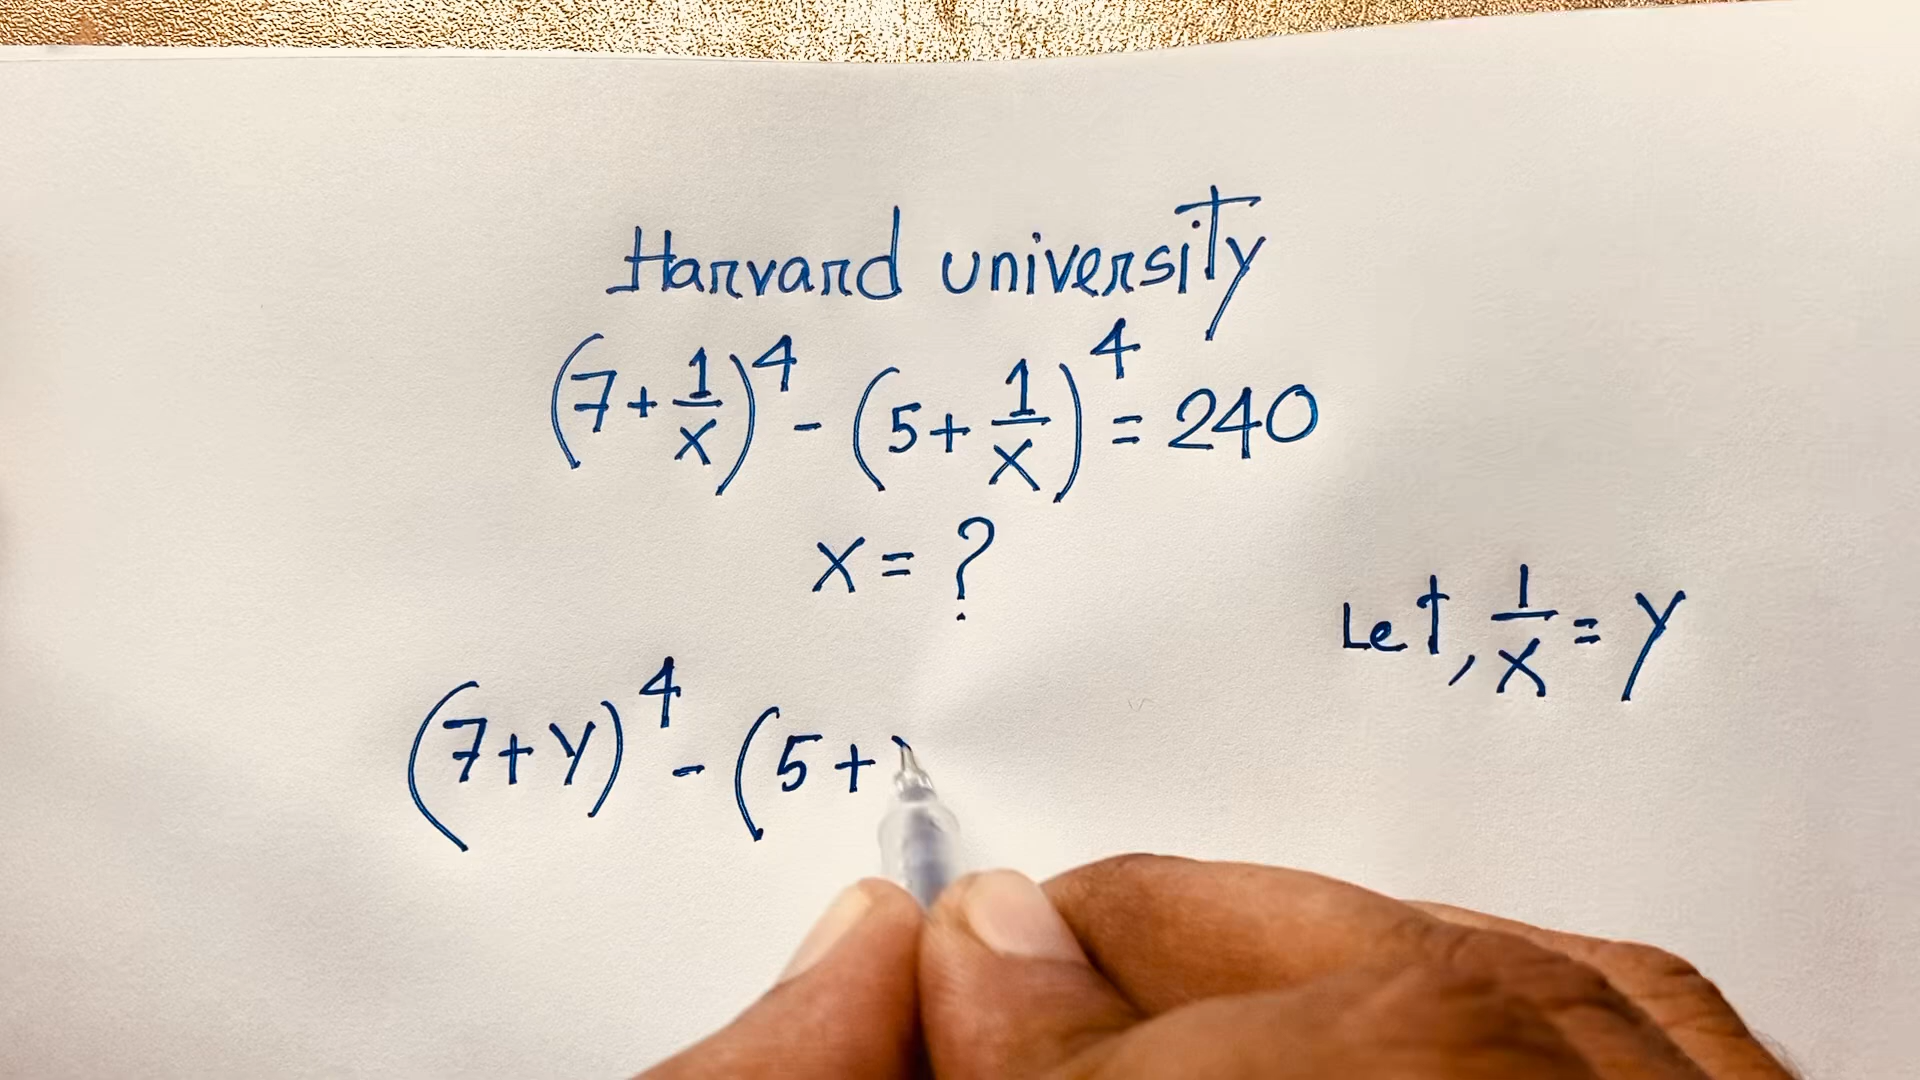 Harvard university
(7+1/x)^4 - (5+1/x)^4 = 240
x = ?
Let, 1/x = y
(7+y)^4 - (5+